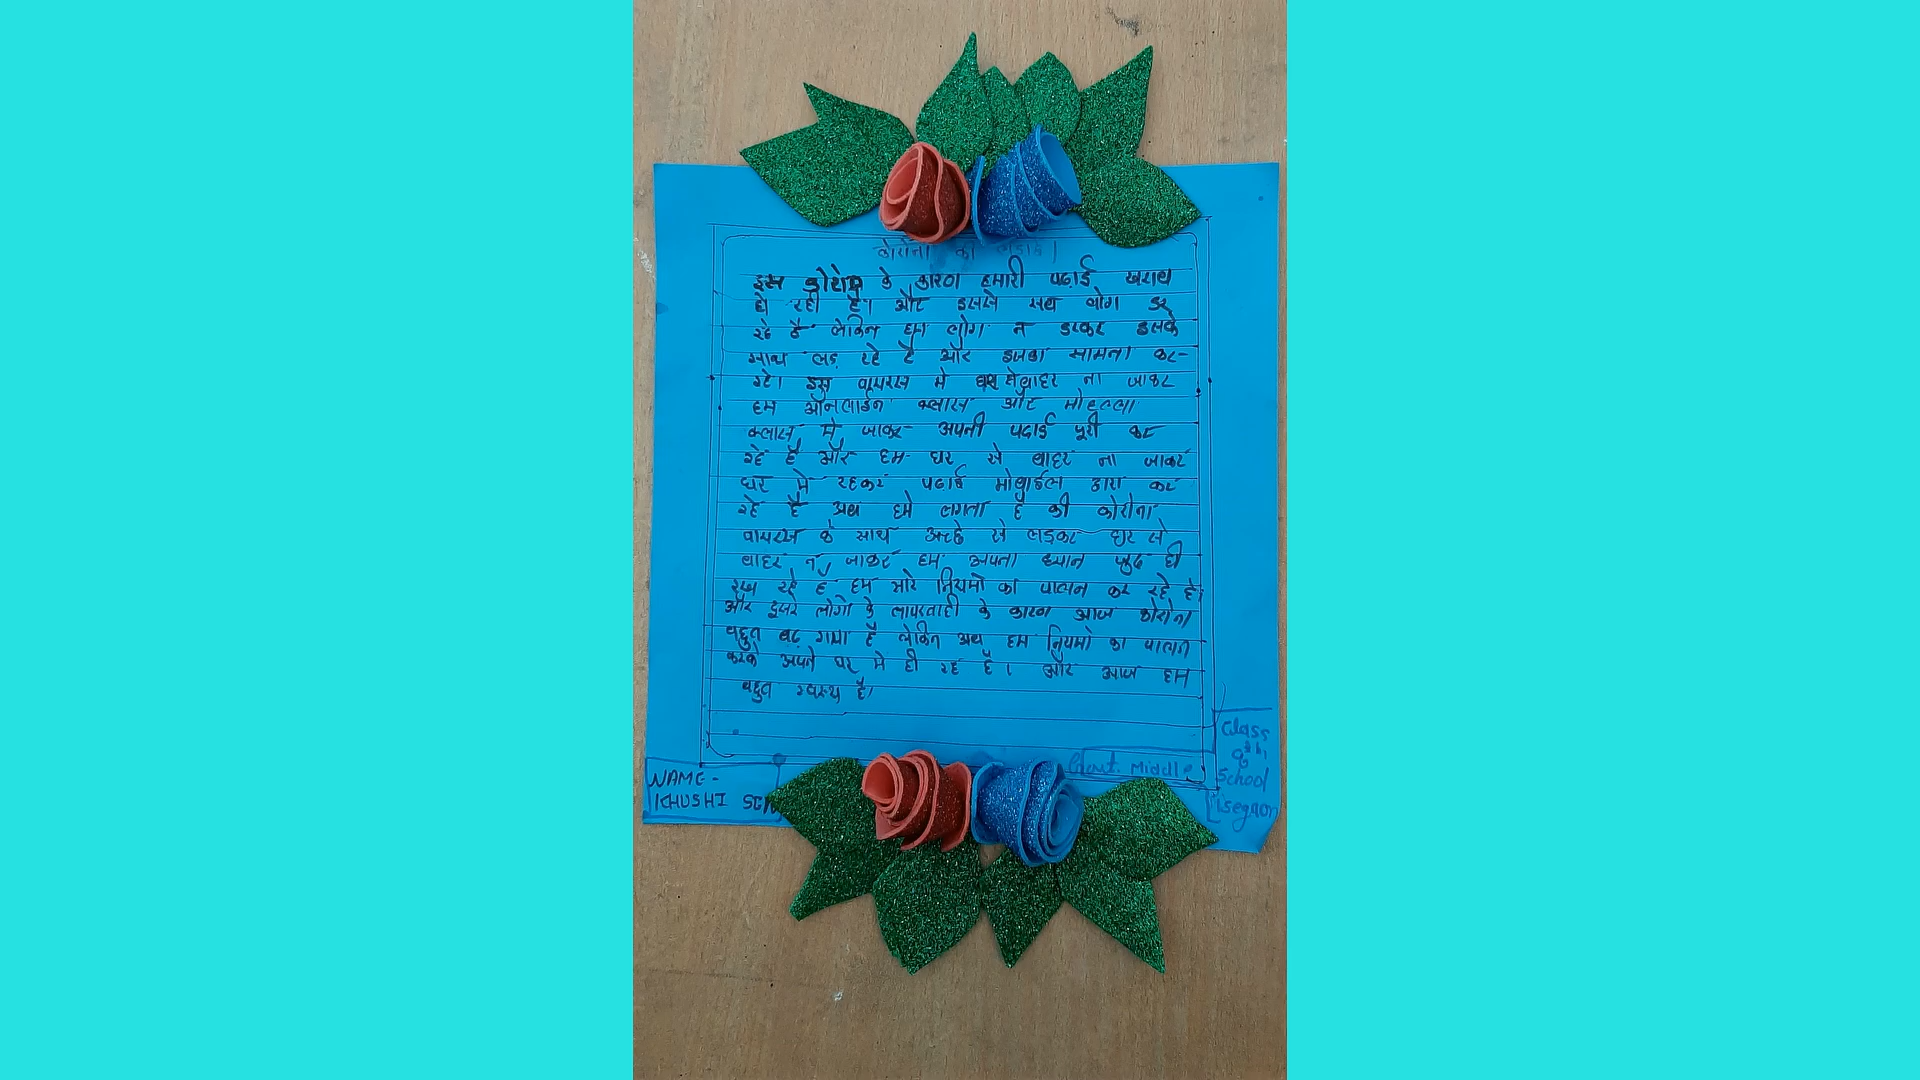 कोरोना की लड़ाई।
इस कोरोना के कारण हमारी पढ़ाई खराब
हो रही है। और इससे सब लोग डर
रहे है लेकिन हम लोग न डरकर इसके
साथ लड़ रहे है और इसका सामना कर-
रहे। इस वायरस मे घर से बाहर ना जाकर
हम ऑनलाईन क्लास और मोहल्ला
क्लास मे जाकर अपनी पढाई पूरी कर
रहे है और हम घर से बाहर ना जाकर
घर मे रहकर पढाई मोबाईल द्वारा कर
रहे है अब हमे लगता है की कोरोना
वायरस के साथ अच्छे से लड़कर घर से
बाहर न जाकर हम अपना ध्यान खुद ही
रख रहे है हम सारे नियमो का पालन कर रहे है।
और दुसरे लोगो के लापरवाही के कारण आज कोरोना
बहुत बढ़ गया है लेकिन अब हम नियमो का पालन
करके अपने घर मे ही रह है। और आज हम
बहुत स्वस्थ है।
NAME-
KHUSHI
Govt. Middle
Class
School